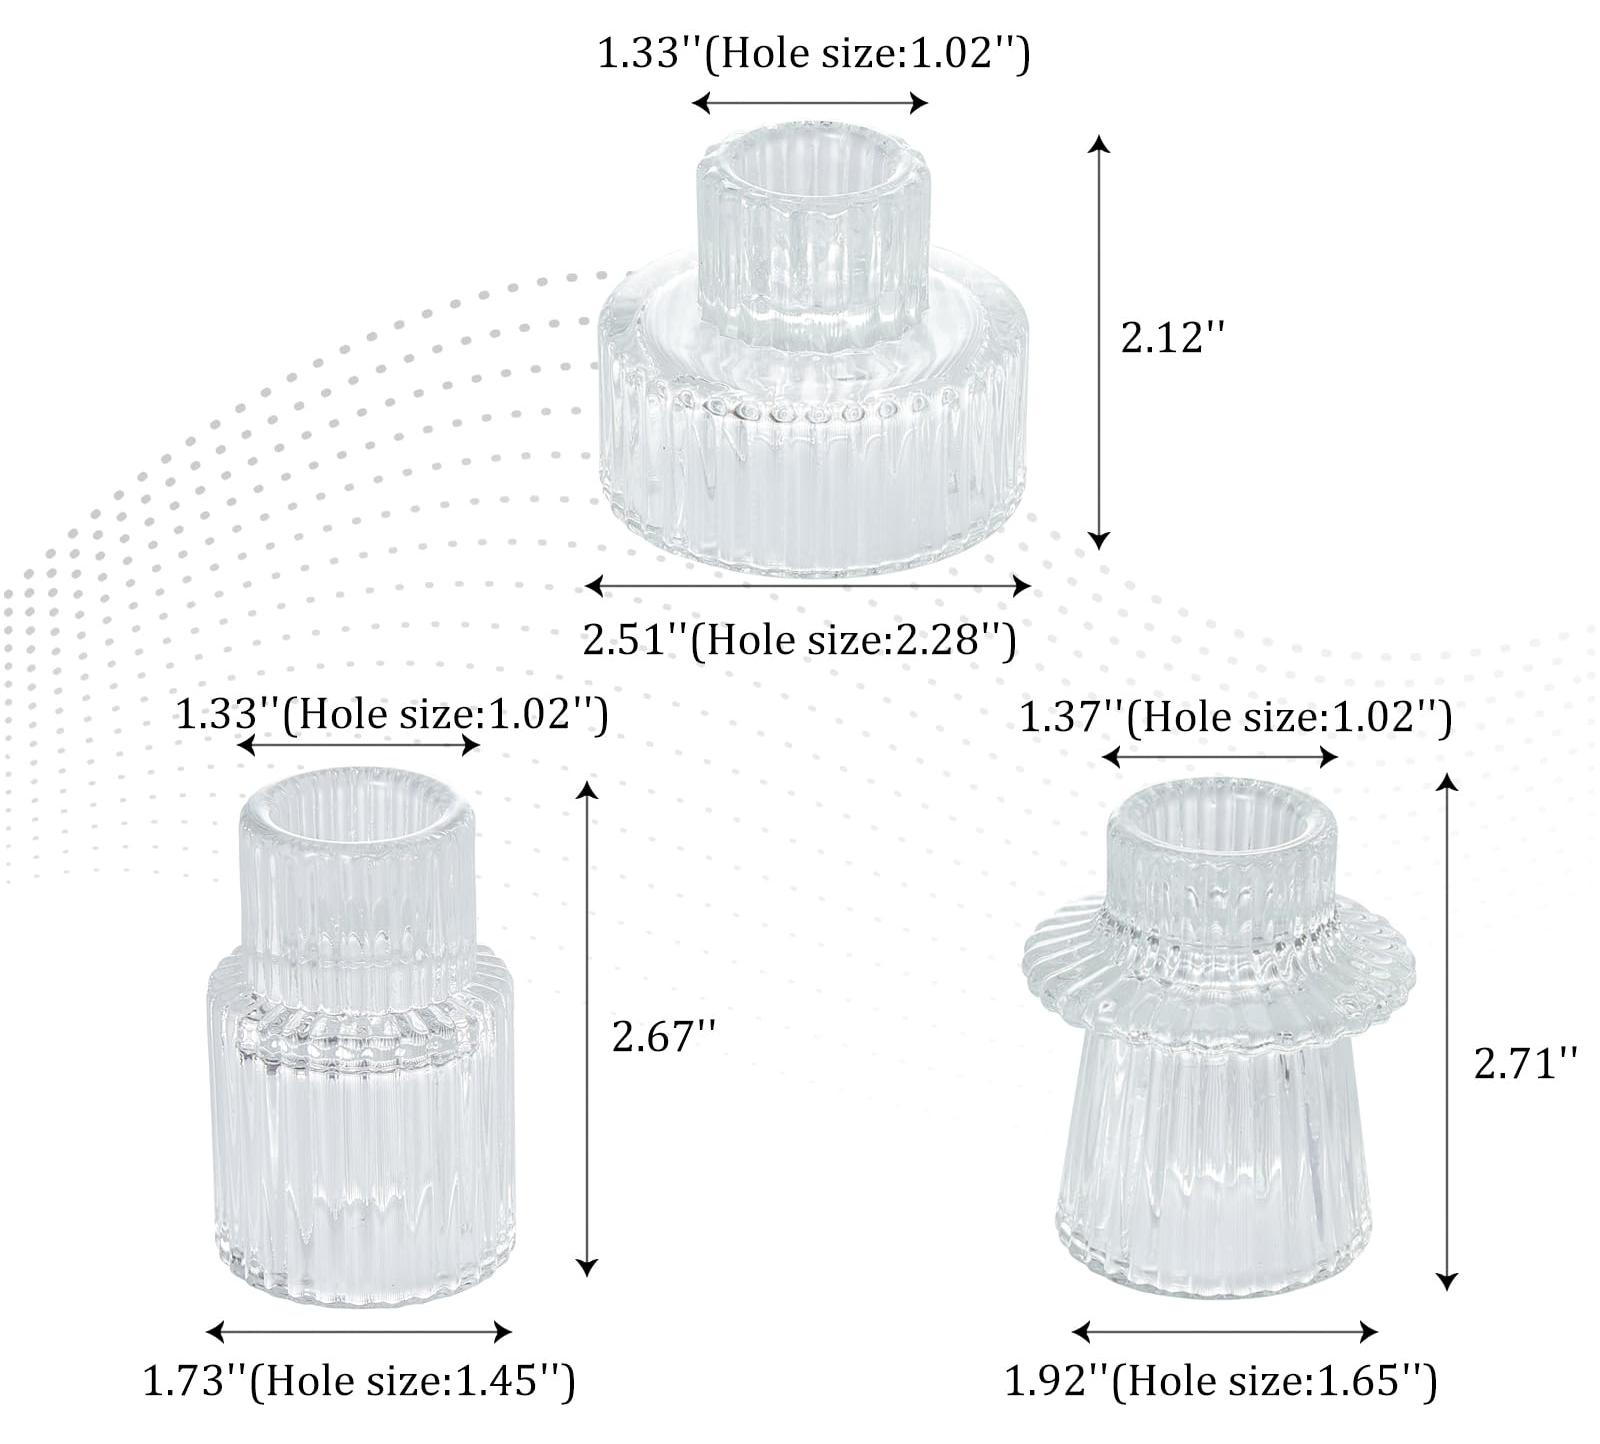 1.33''(Hole size:1.02'')
2.12''
2.51''(Hole size:2.28'')
1.33''(Hole size:1.02'')
1.37''(Hole size:1.02'')
2.67''
2.71''
1.73''(Hole size:1.45'')
1.92''(Hole size:1.65'')